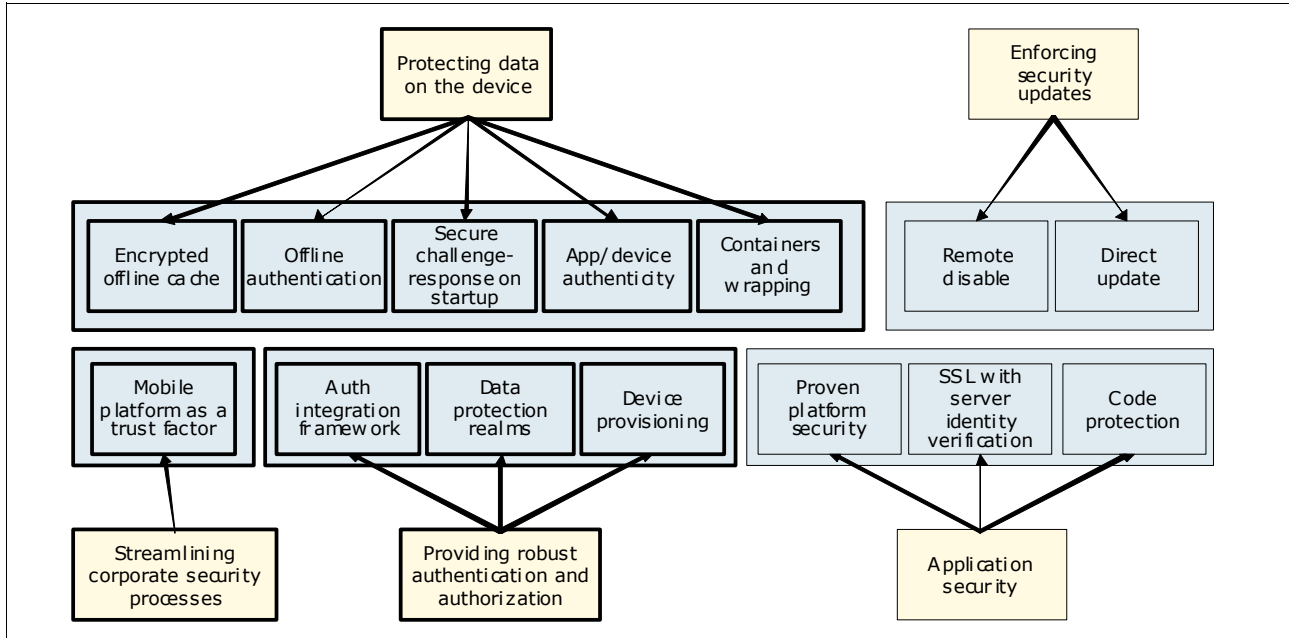 Protecting data
on the device
Enforcing
security
updates
Encrypted
offline cache
Offline
authentication
Secure
challenge-
response on
startup
App/device
authenticity
Containers
and
wrapping
Remote
disable
Direct
update
Mobile
platform as a
trust factor
Auth
integration
framework
Data
protection
realms
Device
provisioning
Proven
platform
security
SSL with
server
identity
verification
Code
protection
Streamlining
corporate security
processes
Providing robust
authentication and
authorization
Application
security